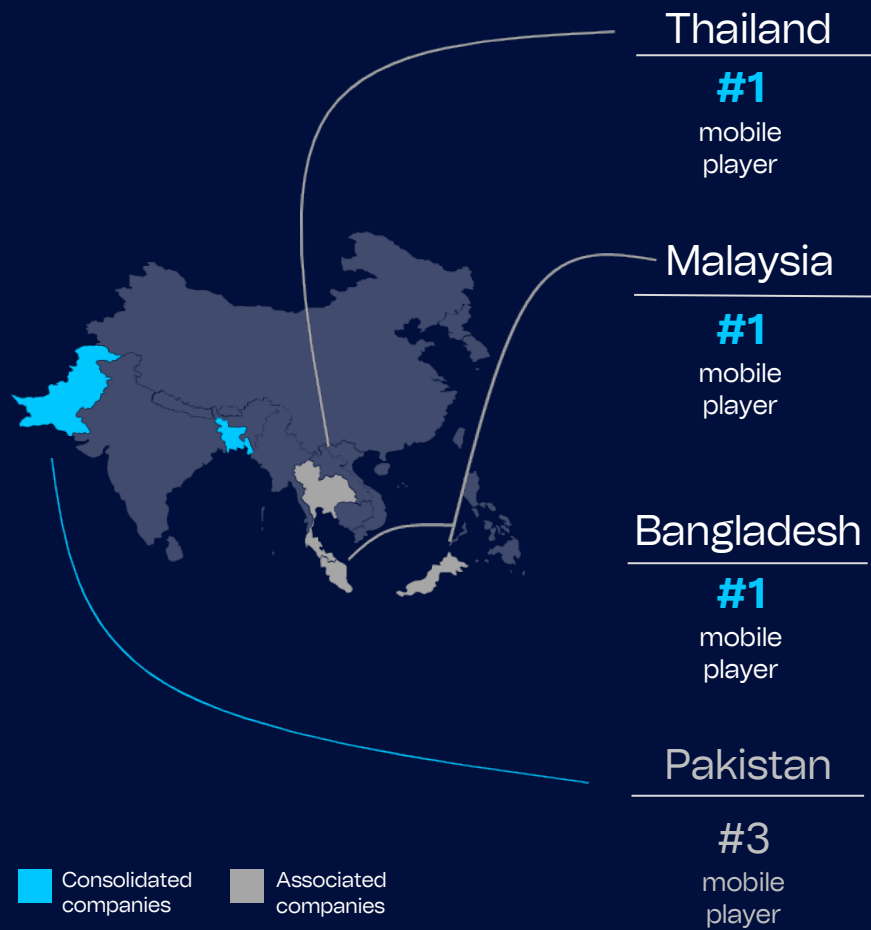 Thailand
#1
mobile
player
Malaysia
#1
mobile
player
Bangladesh
#1
mobile
player
Pakistan
#3
mobile
player
Consolidated
companies
Associated
companies